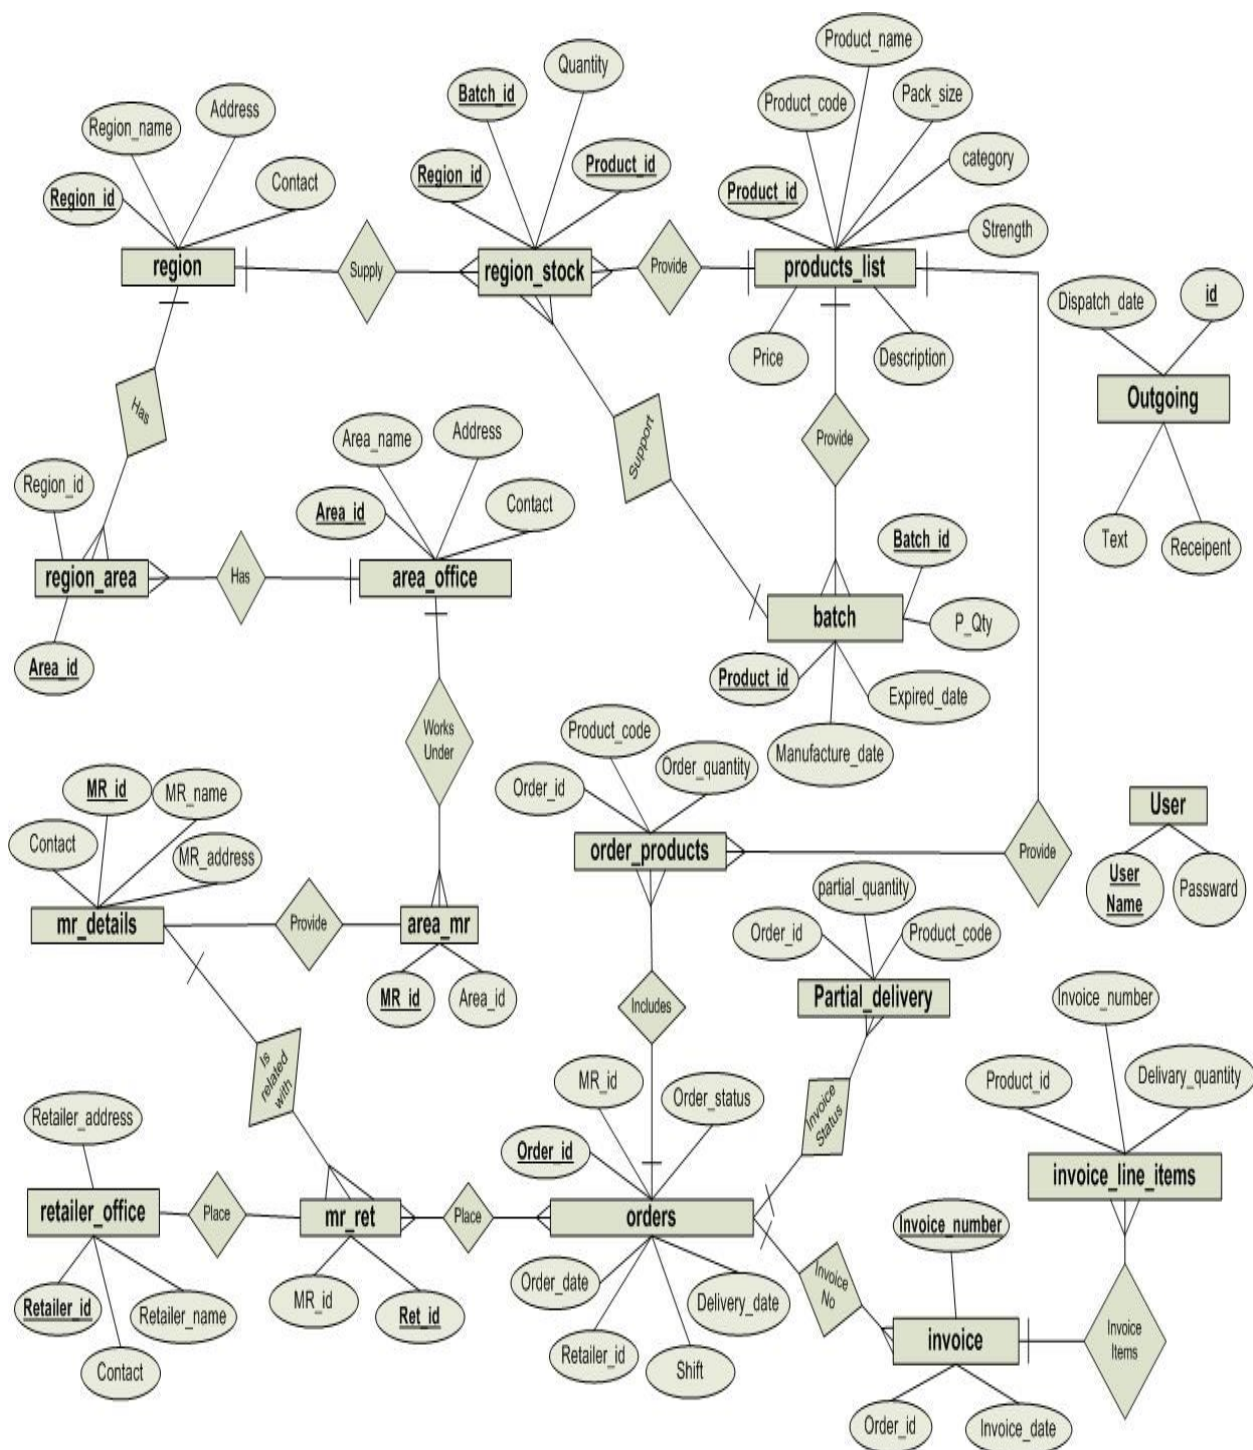 Product_name
Quantity
Batch_id
Product_code
Pack_size
Address
Region_name
category
Region_id
Contact
Region_id
Product_id
Product_id
Strength
region
Supply
region_stock
Provide
products_list
Dispatch_date
id
Price
Description
Outgoing
Has
Area_name
Address
Support
Provide
Region_id
Area_id
Contact
Batch_id
Text
Receipent
region_area
Has
area_office
batch
P_Qty
Area_id
Product_id
Expired_date
Works
Under
Product_code
Manufacture_date
Order_id
Order_quantity
MR_id
MR_name
User
Contact
MR_address
order_products
Provide
User
Name
Passward
partial_quantity
mr_details
Provide
area_mr
Order_id
Product_code
MR_id
Area_id
Partial_delivery
Includes
Invoice_number
Is
related
with
MR_id
Order_status
Invoice
Status
Product_id
Delivary_quantity
Retailer_address
Order_id
invoice_line_items
retailer_office
Place
mr_ret
Place
orders
Invoice_number
Retailer_id
Retailer_name
MR_id
Ret_id
Order_date
Delivery_date
Invoice
No
Contact
Retailer_id
Shift
invoice
Invoice
Items
Order_id
Invoice_date